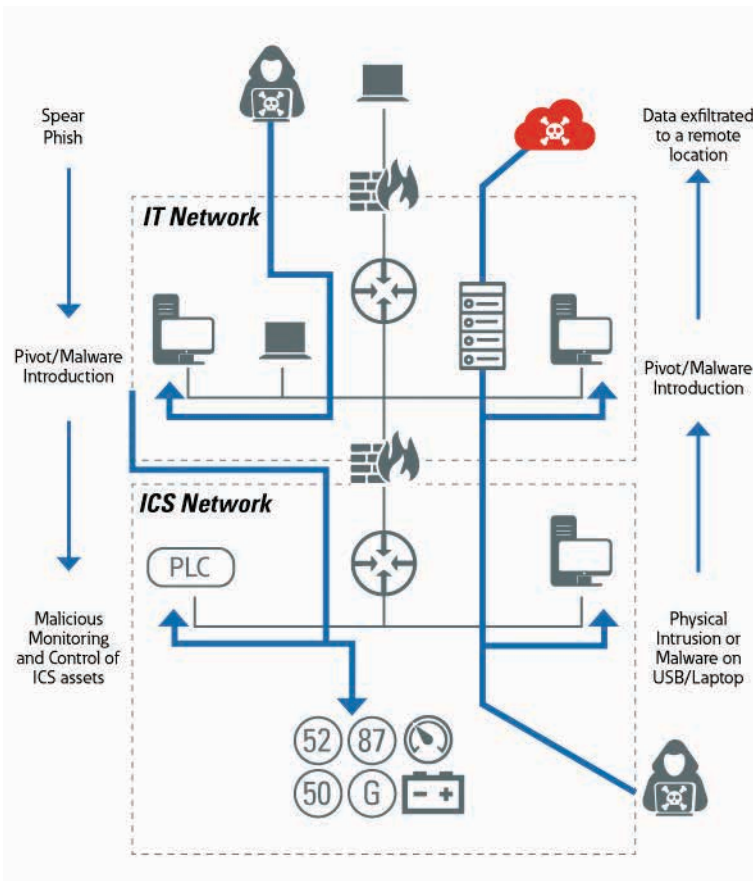 Spear
Phish
Data exfiltrated
to a remote
location
IT Network
Pivot/Malware
Introduction
Pivot/Malware
Introduction
ICS Network
PLC
Malicious
Monitoring
and Control of
ICS assets
Physical
Intrusion or
Malware on
USB/Laptop
52 87
50 G - +